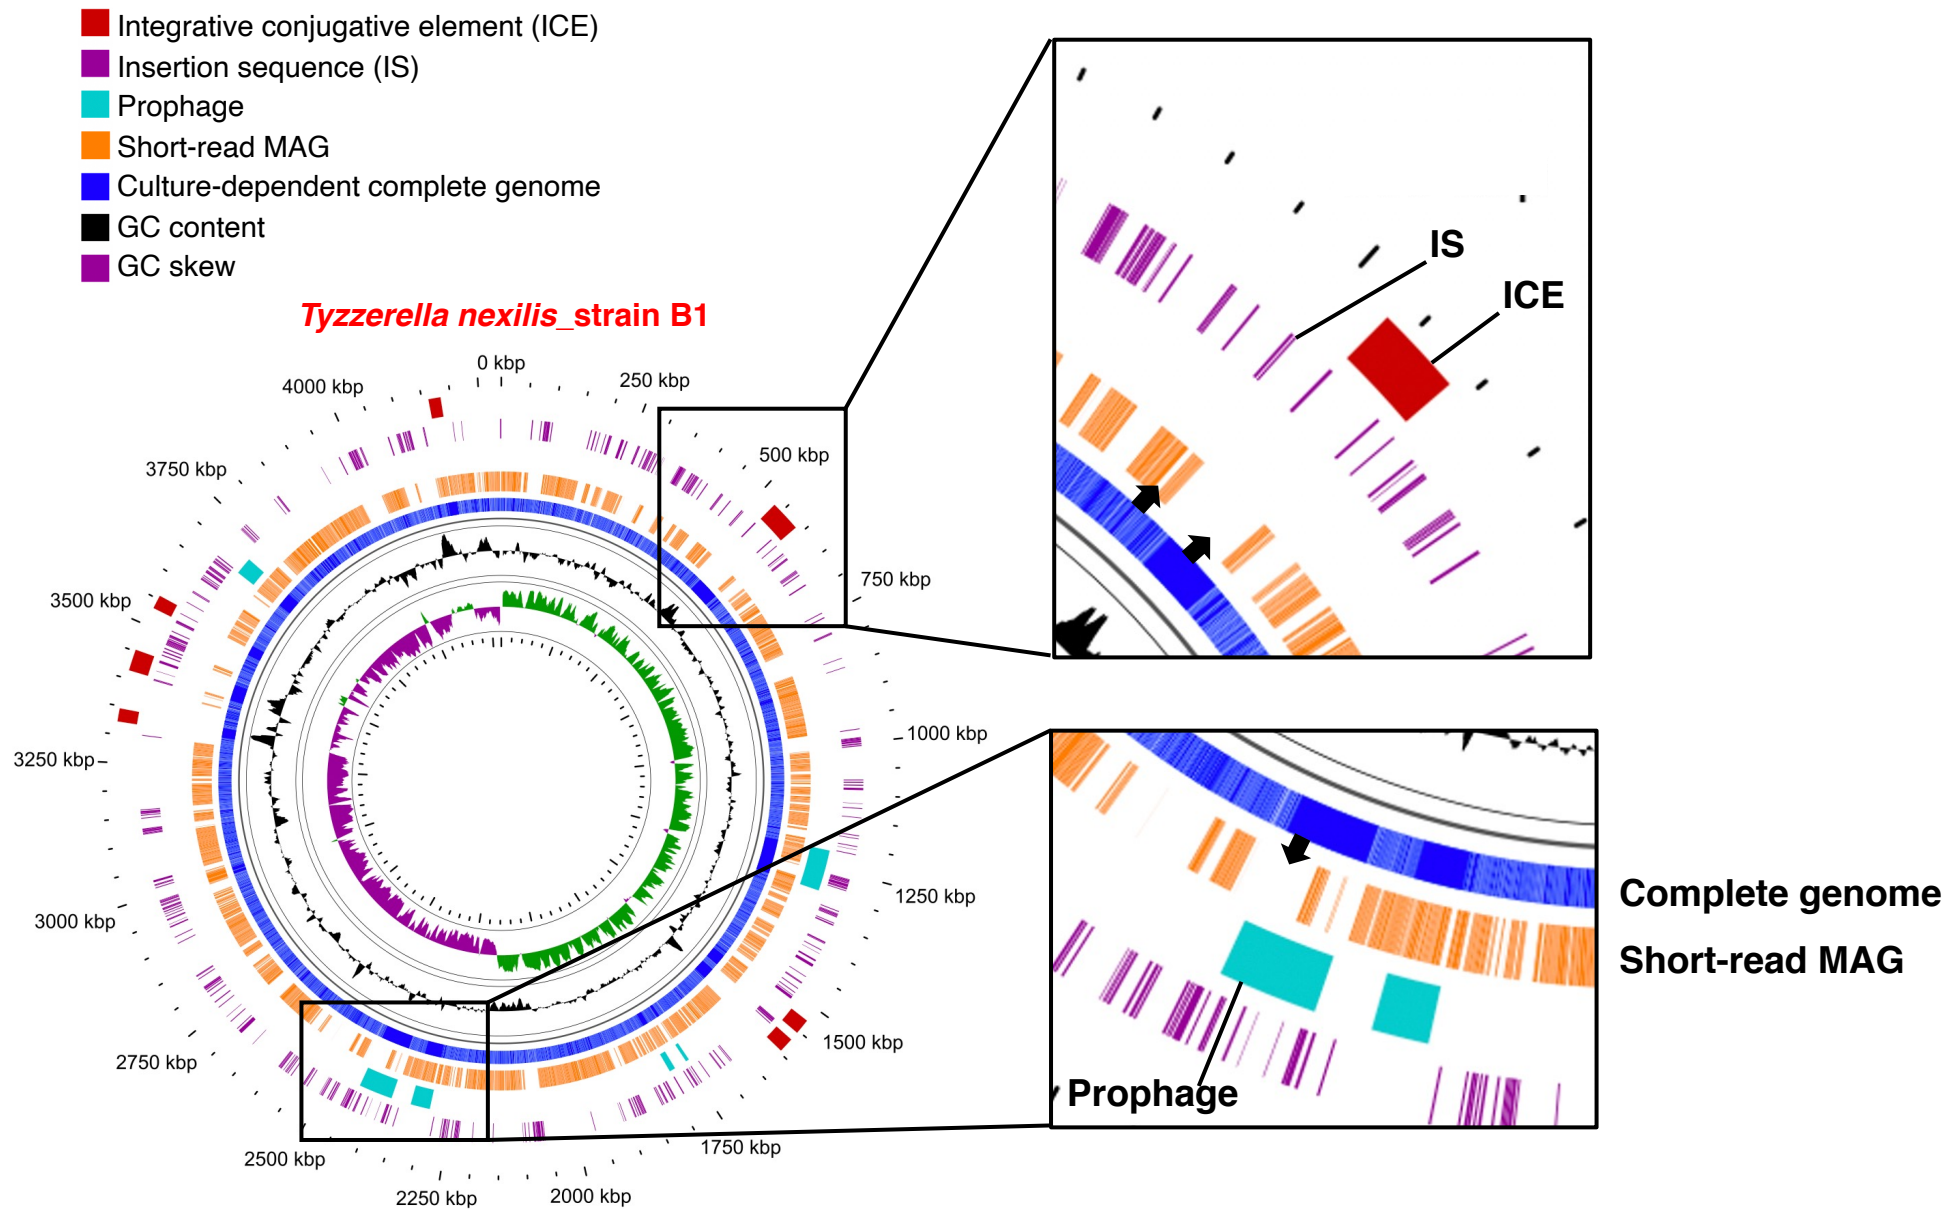 Integrative conjugative element (ICE)
Insertion sequence (IS)
Prophage
Short-read MAG
Culture-dependent complete genome
GC content
GC skew
Tyzzerella nexilis_strain B1
0 kbp
250 kbp
500 kbp
750 kbp
1000 kbp
1250 kbp
1500 kbp
1750 kbp
2000 kbp
2250 kbp
2500 kbp
2750 kbp
3000 kbp
3250 kbp
3500 kbp
3750 kbp
4000 kbp
IS
ICE
Prophage
Complete genome
Short-read MAG